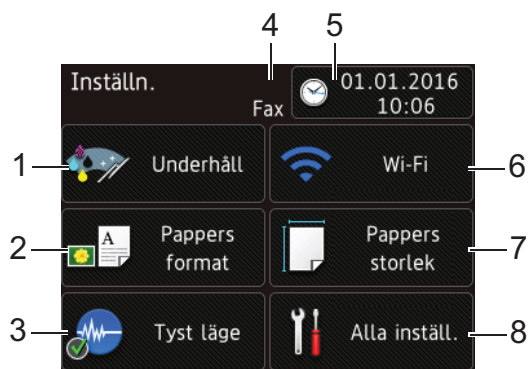 4 5
Inställn.
Fax
01.01.2016
10:06
1 Underhåll
Wi-Fi 6
2 A Pappers
format
Pappers
storlek 7
3 Tyst läge
Alla inställ. 8